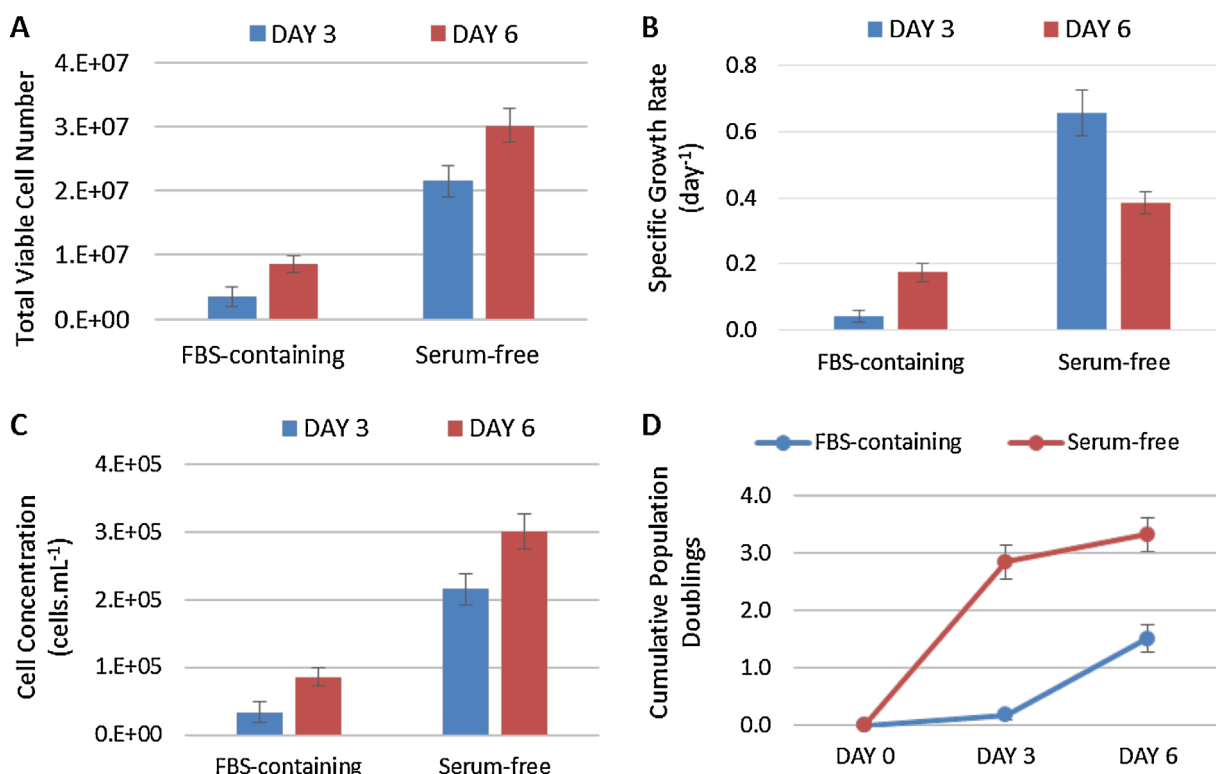 A
DAY 3 DAY 6
Total Viable Cell Number
4.E+07
3.E+07
2.E+07
1.E+07
0.E+00
FBS-containing Serum-free
B
DAY 3 DAY 6
Specific Growth Rate
(day-1)
0.8
0.6
0.4
0.2
0.0
FBS-containing Serum-free
C
DAY 3 DAY 6
Cell Concentration
(cells.mL-1)
4.E+05
3.E+05
2.E+05
1.E+05
0.E+00
FBS-containing Serum-free
D
FBS-containing Serum-free
Cumulative Population
Doublings
4.0
3.0
2.0
1.0
0.0
DAY 0 DAY 3 DAY 6